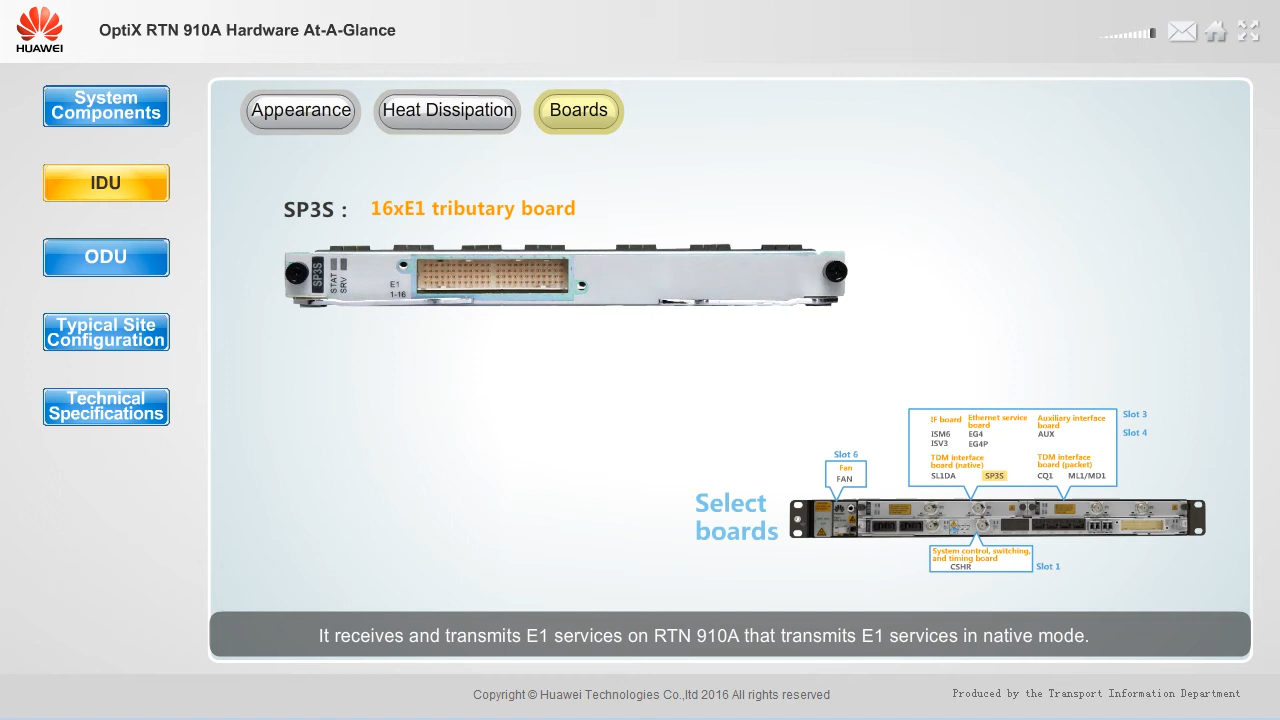 HUAWEI
OptiX RTN 910A Hardware At-A-Glance
System
Components
IDU
ODU
Typical Site
Configuration
Technical
Specifications
Appearance
Heat Dissipation
Boards
SP3S : 16xE1 tributary board
SP3S
STAT
SRV
E1
1-16
Slot 3
Slot 4
IF board
ISM6
ISV3
Ethernet service
board
EG4
EG4P
Auxiliary interface
board
AUX
TDM interface
board (native)
SL1DA SP3S
TDM interface
board (packet)
CQ1 ML1/MD1
Slot 6
Fan
FAN
Select
boards
System control, switching,
and timing board
CSHR
Slot 1
It receives and transmits E1 services on RTN 910A that transmits E1 services in native mode.
Copyright © Huawei Technologies Co.,ltd 2016 All rights reserved
Produced by the Transport Information Department